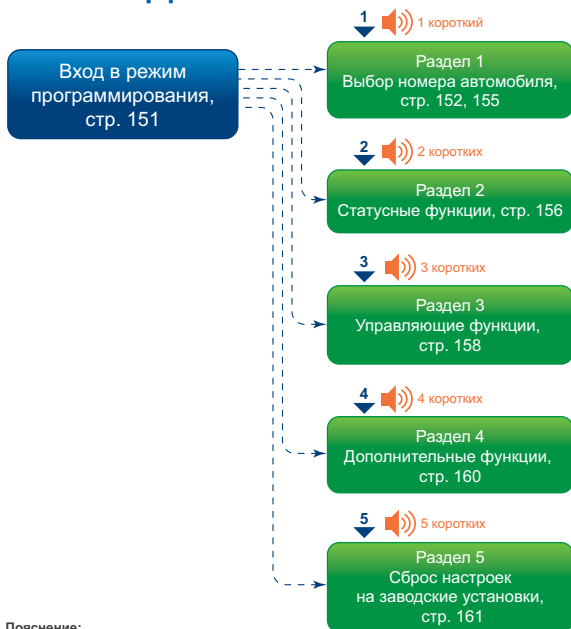 1 1 короткий
Вход в режим
программирования,
стр. 151
Раздел 1
Выбор номера автомобиля,
стр. 152, 155
2 2 коротких
Раздел 2
Статусные функции, стр. 156
3 3 коротких
Раздел 3
Управляющие функции,
стр. 158
4 4 коротких
Раздел 4
Дополнительные функции,
стр. 160
5 5 коротких
Раздел 5
Сброс настроек
на заводские установки,
стр. 161
Пояснение: